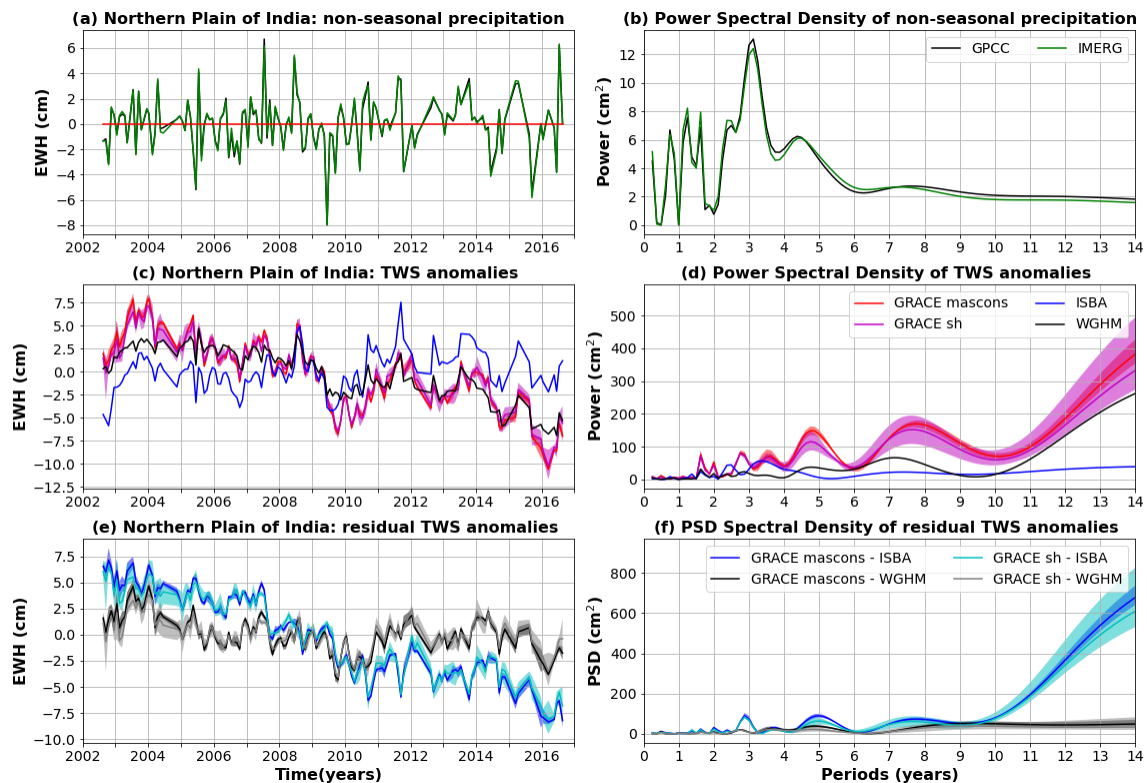 (a) Northern Plain of India: non-seasonal precipitation
EWH (cm)
6
4
2
0
−2
−4
−6
−8
2002 2004 2006 2008 2010 2012 2014 2016
(b) Power Spectral Density of non-seasonal precipitation
GPCC IMERG
Power (cm²)
12
10
8
6
4
2
0
0 1 2 3 4 5 6 7 8 9 10 11 12 13 14
(c) Northern Plain of India: TWS anomalies
EWH (cm)
7.5
5.0
2.5
0.0
−2.5
−5.0
−7.5
−10.0
−12.5
2002 2004 2006 2008 2010 2012 2014 2016
(d) Power Spectral Density of TWS anomalies
GRACE mascons ISBA
GRACE sh WGHM
Power (cm²)
500
400
300
200
100
0
0 1 2 3 4 5 6 7 8 9 10 11 12 13 14
(e) Northern Plain of India: residual TWS anomalies
EWH (cm)
7.5
5.0
2.5
0.0
−2.5
−5.0
−7.5
−10.0
2002 2004 2006 2008 2010 2012 2014 2016
Time(years)
(f) PSD Spectral Density of residual TWS anomalies
GRACE mascons - ISBA GRACE sh - ISBA
GRACE mascons - WGHM GRACE sh - WGHM
PSD (cm²)
800
600
400
200
0
0 1 2 3 4 5 6 7 8 9 10 11 12 13 14
Periods (years)